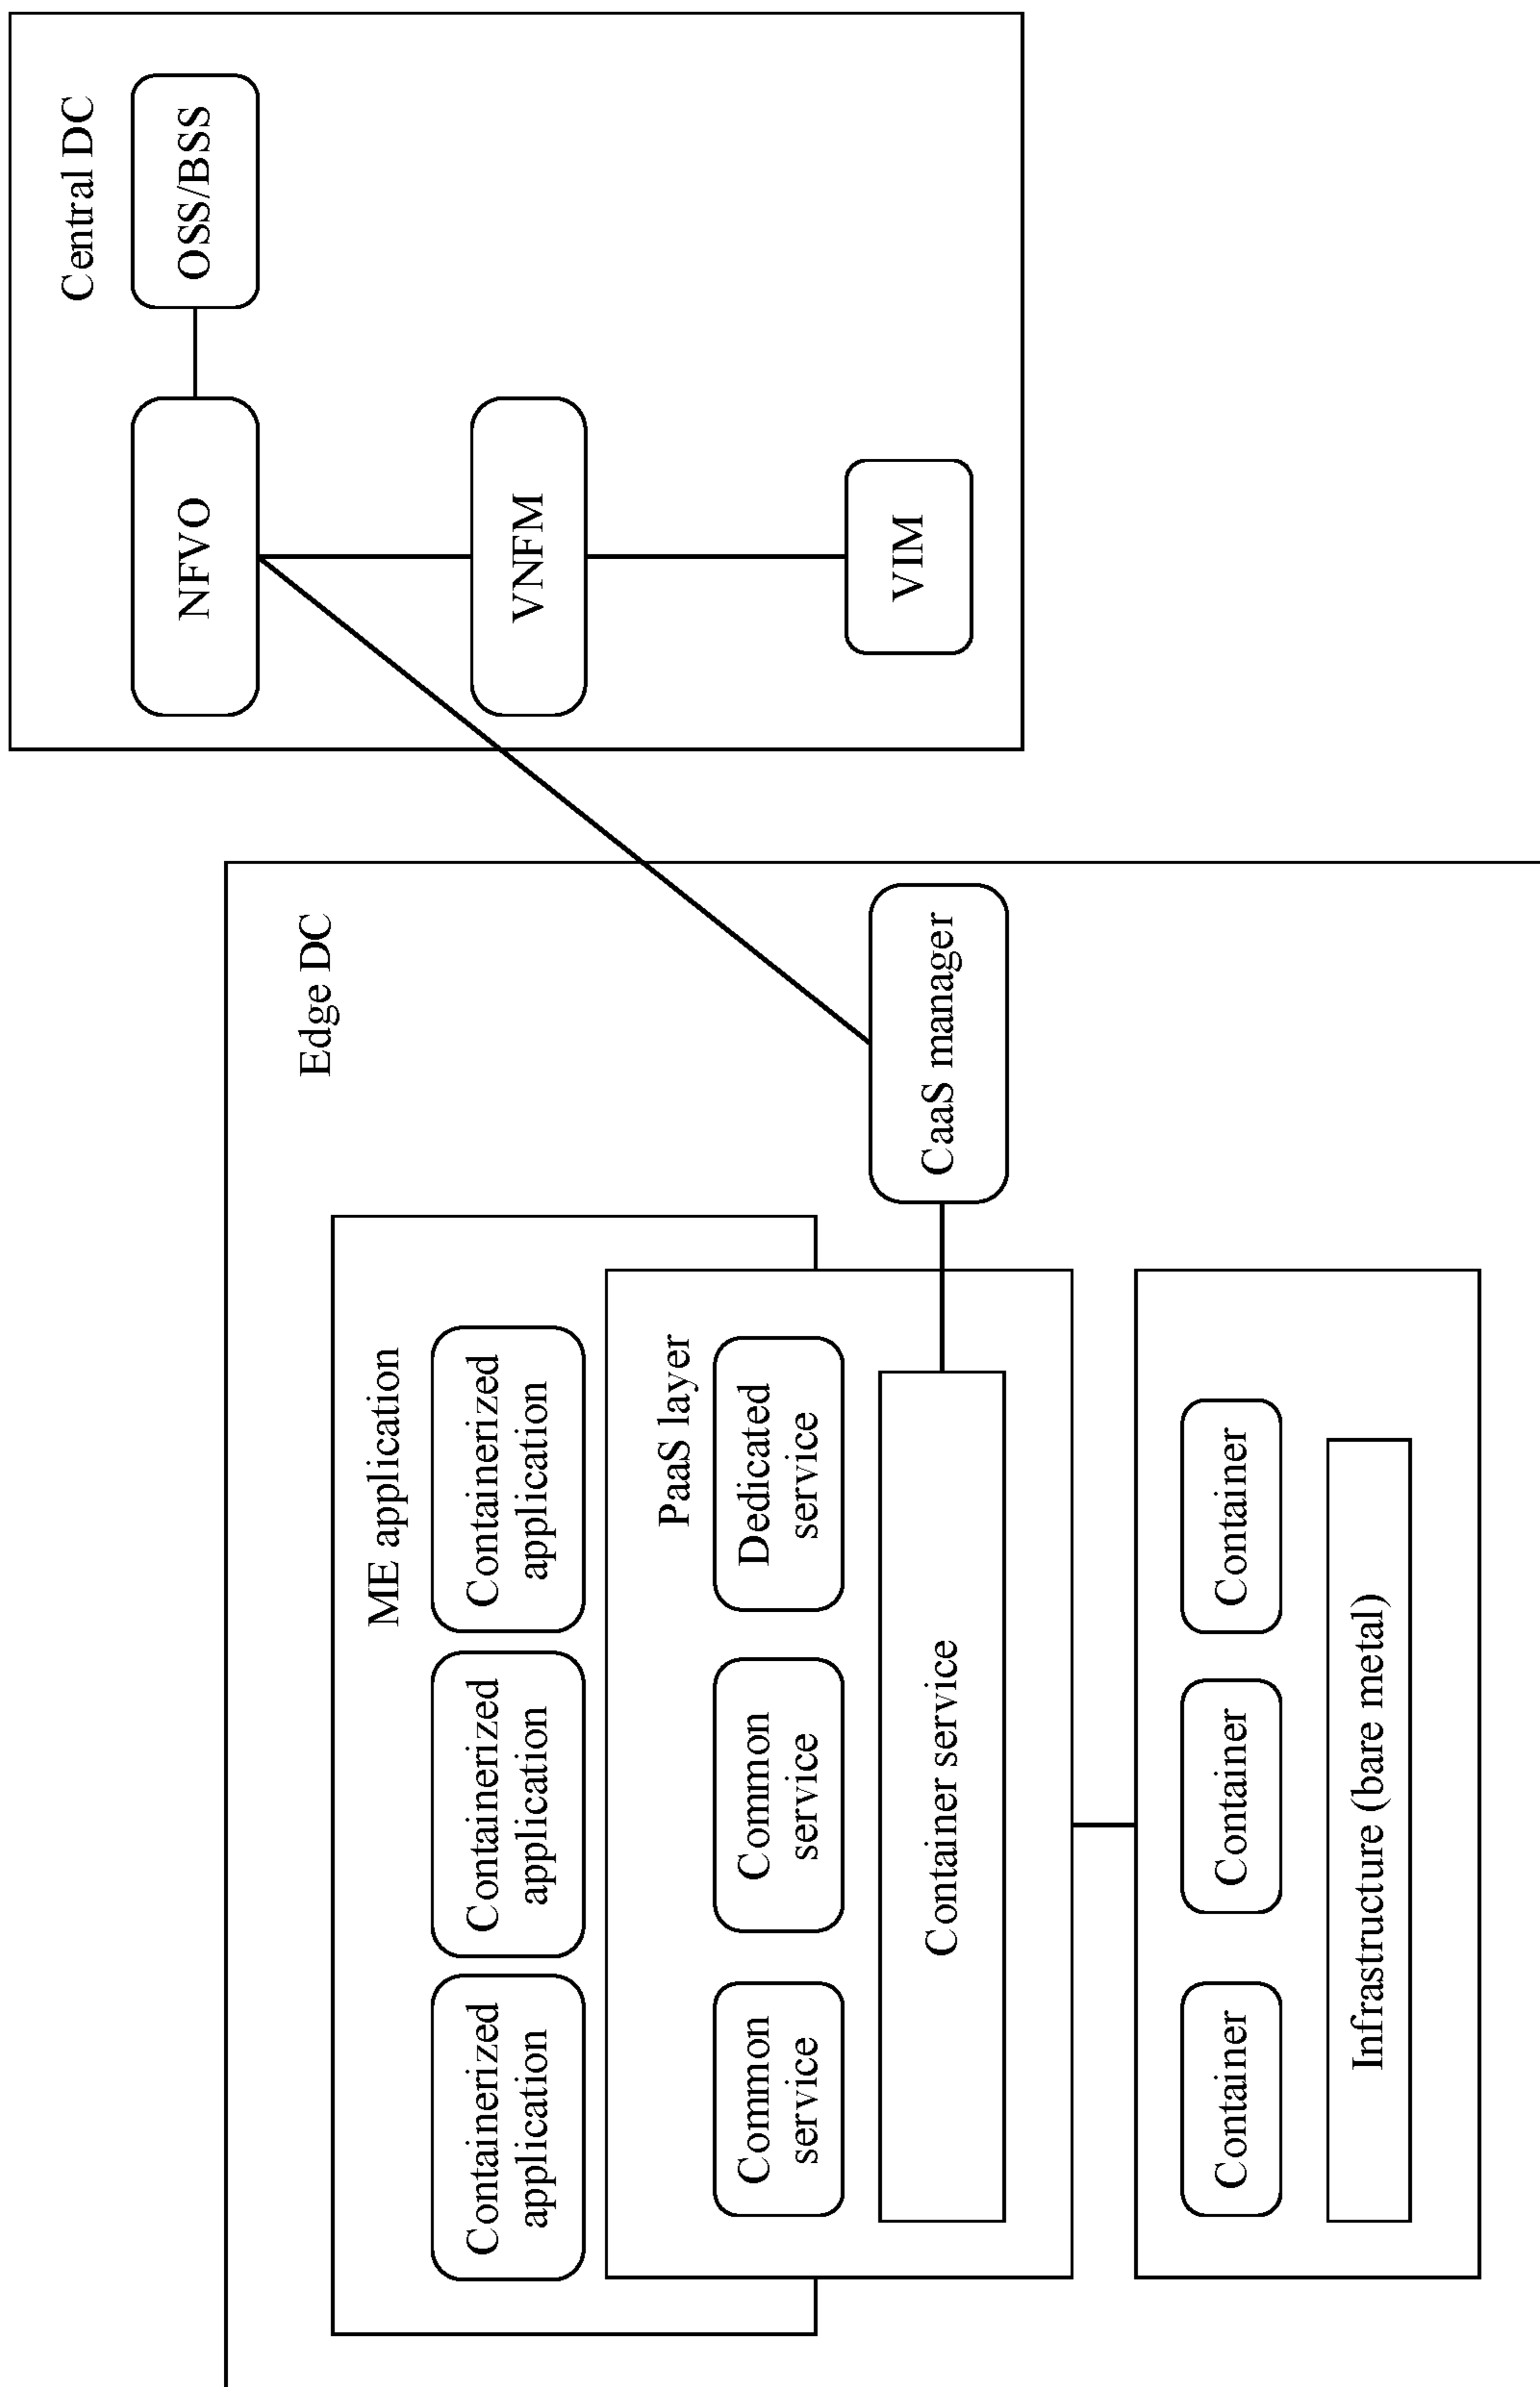 Central DC
NFVO
OSS/BSS
VNFM
VIM
Edge DC
CaaS manager
ME application
Containerized
application
Containerized
application
Containerized
application
PaaS layer
Common
service
Common
service
Dedicated
service
Container service
Container
Container
Container
Infrastructure (bare metal)